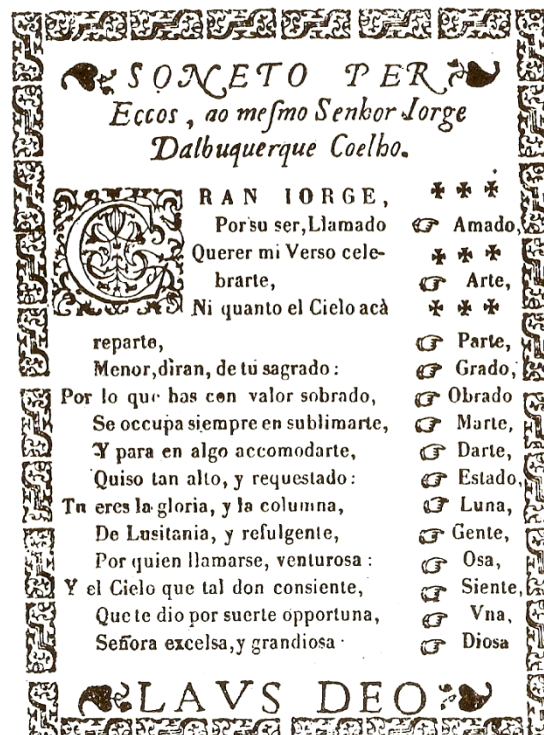 SONETO PER
Eccos, ao meſmo Senhor Iorge
Dalbuquerque Coelho.
GRAN IORGE, ✠ ✠ ✠
Por su ser, Llamado ☞ Amado,
Querer mi Verso cele- ✠ ✠ ✠
brarte, ☞ Arte,
Ni quanto el Cielo acà ✠ ✠ ✠
reparte, ☞ Parte,
Menor, diran, de tu sagrado: ☞ Grado,
Por lo que has con valor sobrado, ☞ Obrado
Se occupa siempre en sublimarte, ☞ Marte,
Y para en algo accomodarte, ☞ Darte,
Quiso tan alto, y requestado: ☞ Estado,
Tu eres la gloria, y la columna, ☞ Luna,
De Lusitania, y refulgente, ☞ Gente,
Por quien llamarse, venturosa: ☞ Osa,
Y el Cielo que tal don consiente, ☞ Siente,
Que te dio por suerte opportuna, ☞ Vna,
Señora excelsa, y grandiosa · ☞ Diosa
LAVS DEO